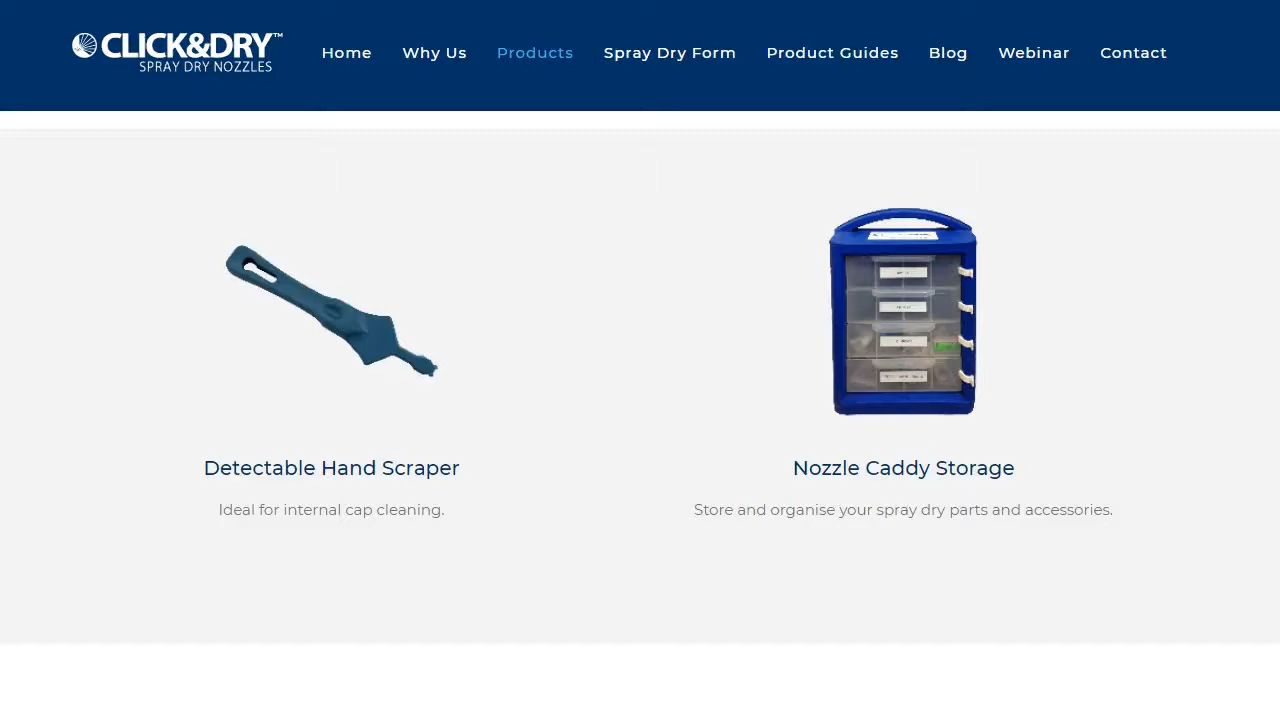 CLICK&DRY™
SPRAY DRY NOZZLES
Home
Why Us
Products
Spray Dry Form
Product Guides
Blog
Webinar
Contact
Detectable Hand Scraper
Nozzle Caddy Storage
Ideal for internal cap cleaning.
Store and organise your spray dry parts and accessories.